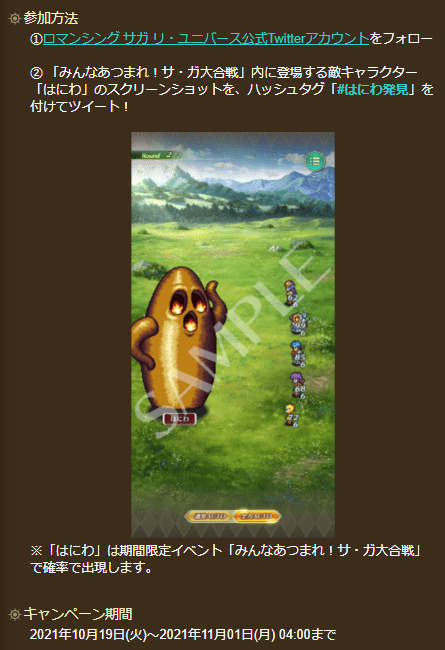 参加方法
①ロマンシング サガ リ・ユニバース公式Twitterアカウントをフォロー
② 「みんなあつまれ！サ・ガ大合戦」内に登場する敵キャラクター
「はにわ」のスクリーンショットを、ハッシュタグ「#はにわ発見」を
付けてツイート！
Round 2
SAMPLE
はにわ
※「はにわ」は期間限定イベント「みんなあつまれ！サ・ガ大合戦」
で確率で出現します。
キャンペーン期間
2021年10月19日(火)～2021年11月01日(月) 04:00まで